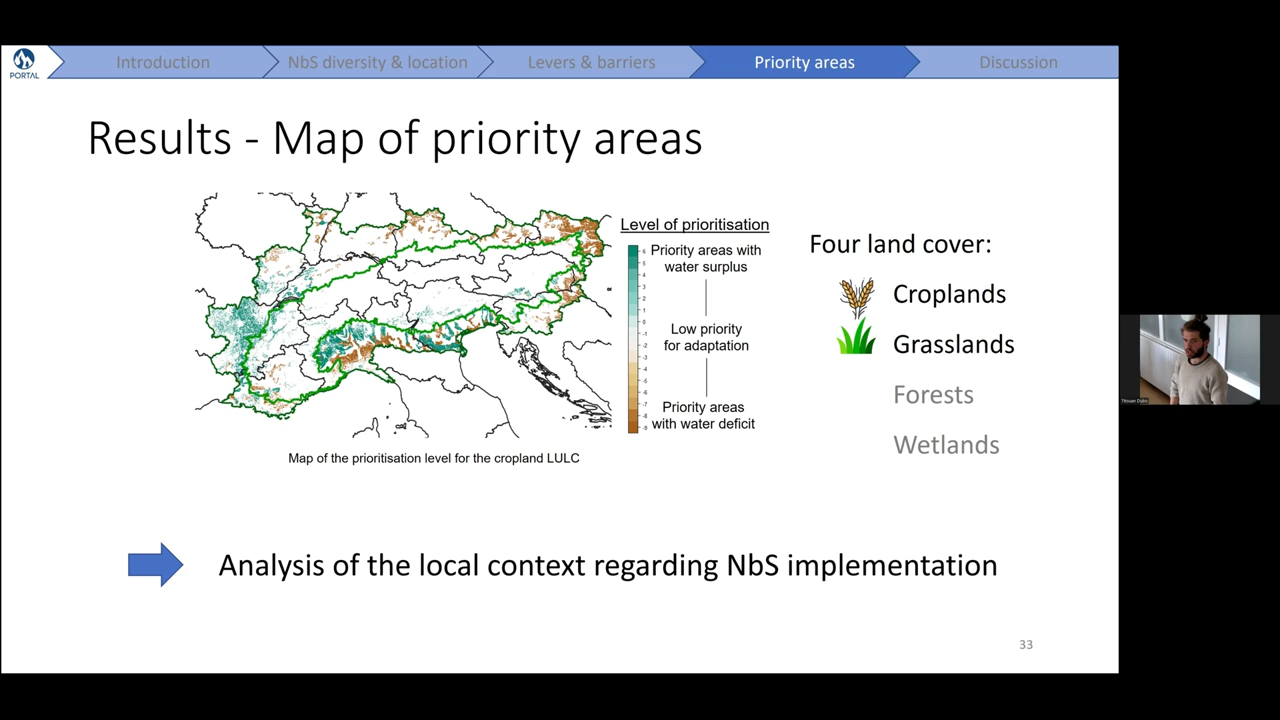 PORTAL
Introduction
NbS diversity & location
Levers & barriers
Priority areas
Discussion
Results - Map of priority areas
Level of prioritisation
Priority areas with
water surplus
Low priority
for adaptation
Priority areas
with water deficit
Map of the prioritisation level for the cropland LULC
Four land cover:
Croplands
Grasslands
Forests
Wetlands
Analysis of the local context regarding NbS implementation
33